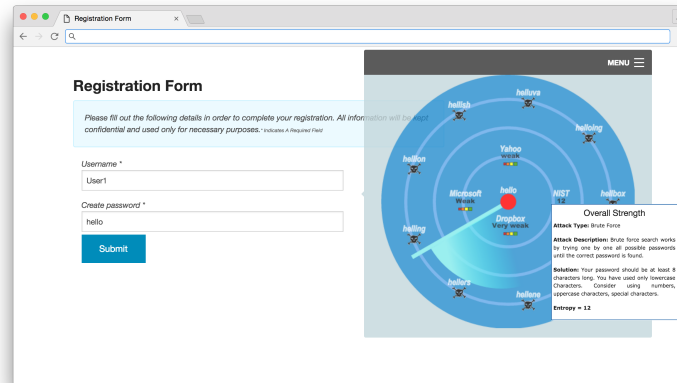 Registration Form
MENU
Registration Form
Please fill out the following details in order to complete your registration. All information will be kept
confidential and used only for necessary purposes.* Indicates A Required Field
Username *
User1
Create password *
hello
Submit
helluva
hellish
helloing
Yahoo
weak
hellion
Microsoft
Weak
hello
NIST
12
hellbox
Dropbox
Very weak
helling
hellers
hellene
Overall Strength
Attack Type: Brute Force
Attack Description: Brute force search works
by trying one by one all possible passwords
until the correct password is found.
Solution: Your password should be at least 8
characters long. You have used only lowercase
Characters. Consider using numbers,
uppercase characters, special characters.
Entropy = 12